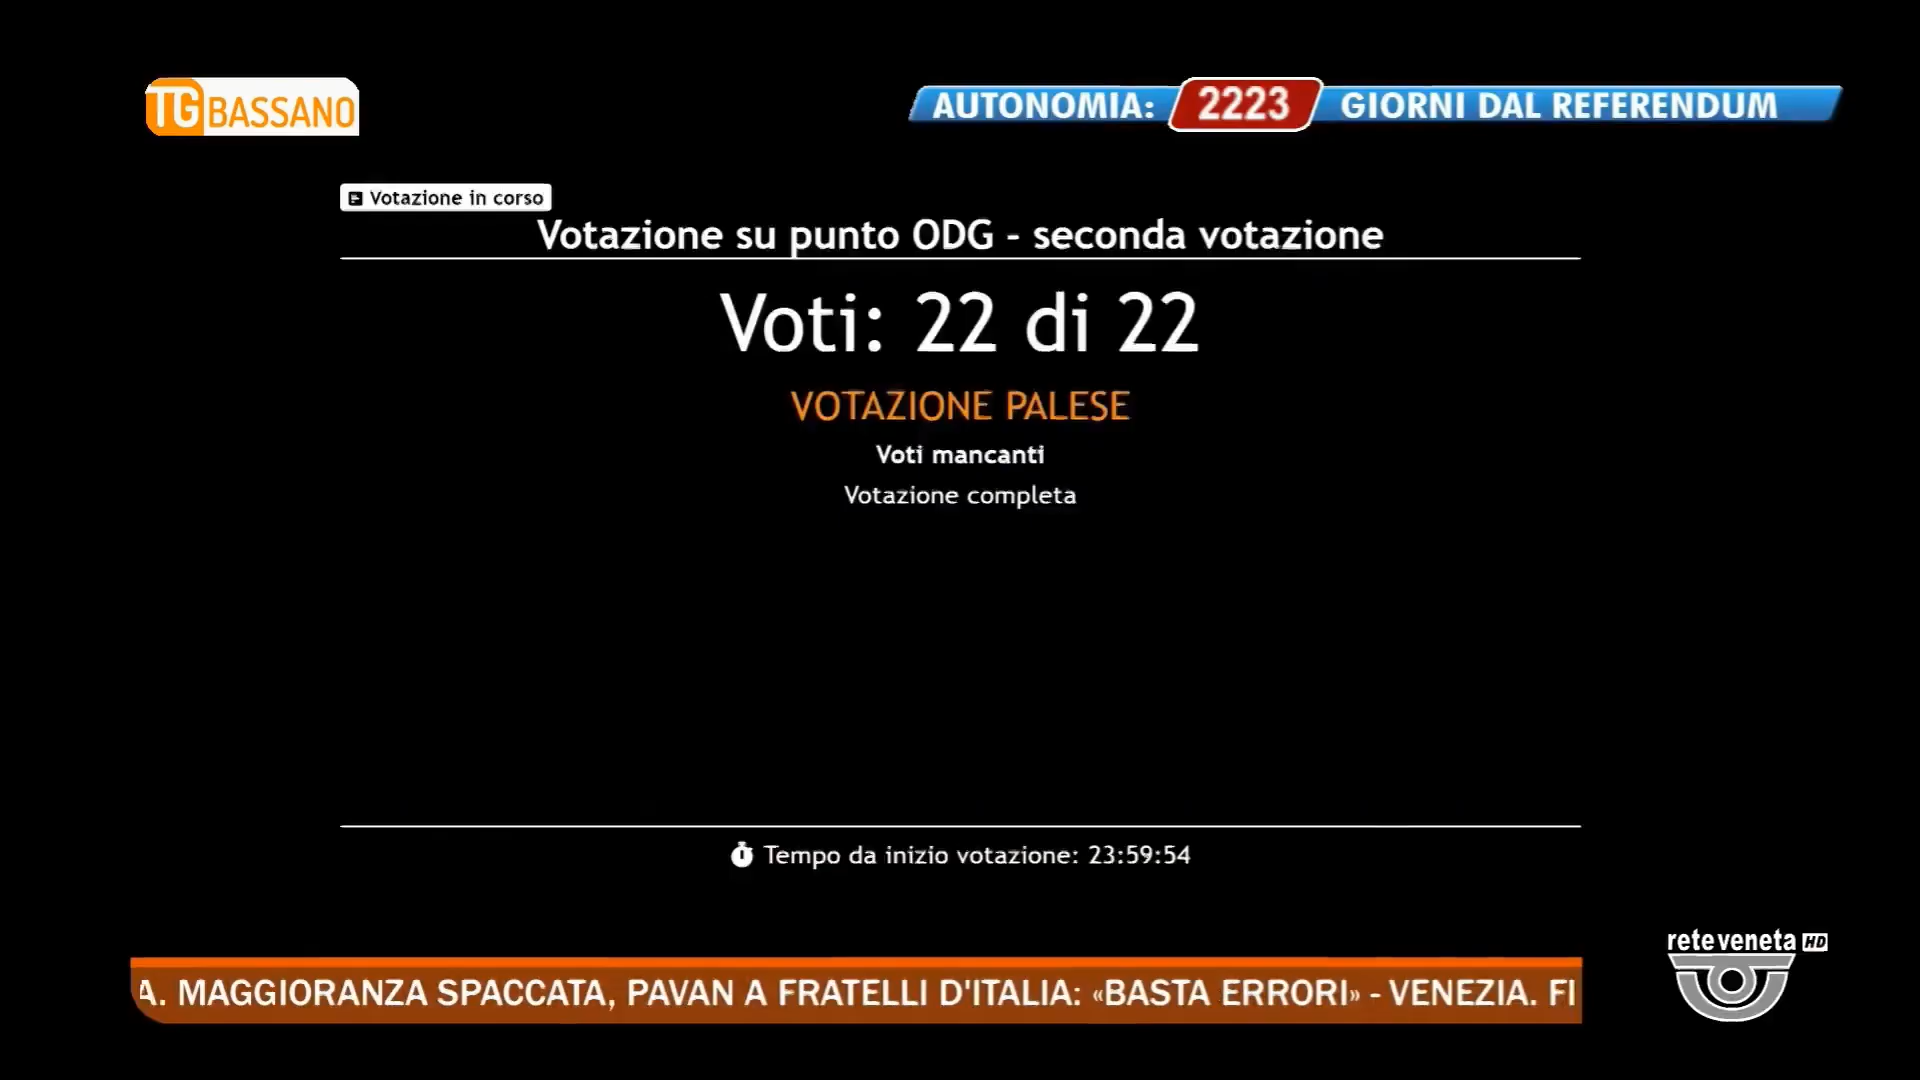 TG BASSANO
AUTONOMIA: 2223 GIORNI DAL REFERENDUM
Votazione in corso
Votazione su punto ODG - seconda votazione
Voti: 22 di 22
VOTAZIONE PALESE
Voti mancanti
Votazione completa
Tempo da inizio votazione: 23:59:54
reteveneta HD
A. MAGGIORANZA SPACCATA, PAVAN A FRATELLI D'ITALIA: «BASTA ERRORI» - VENEZIA. FI